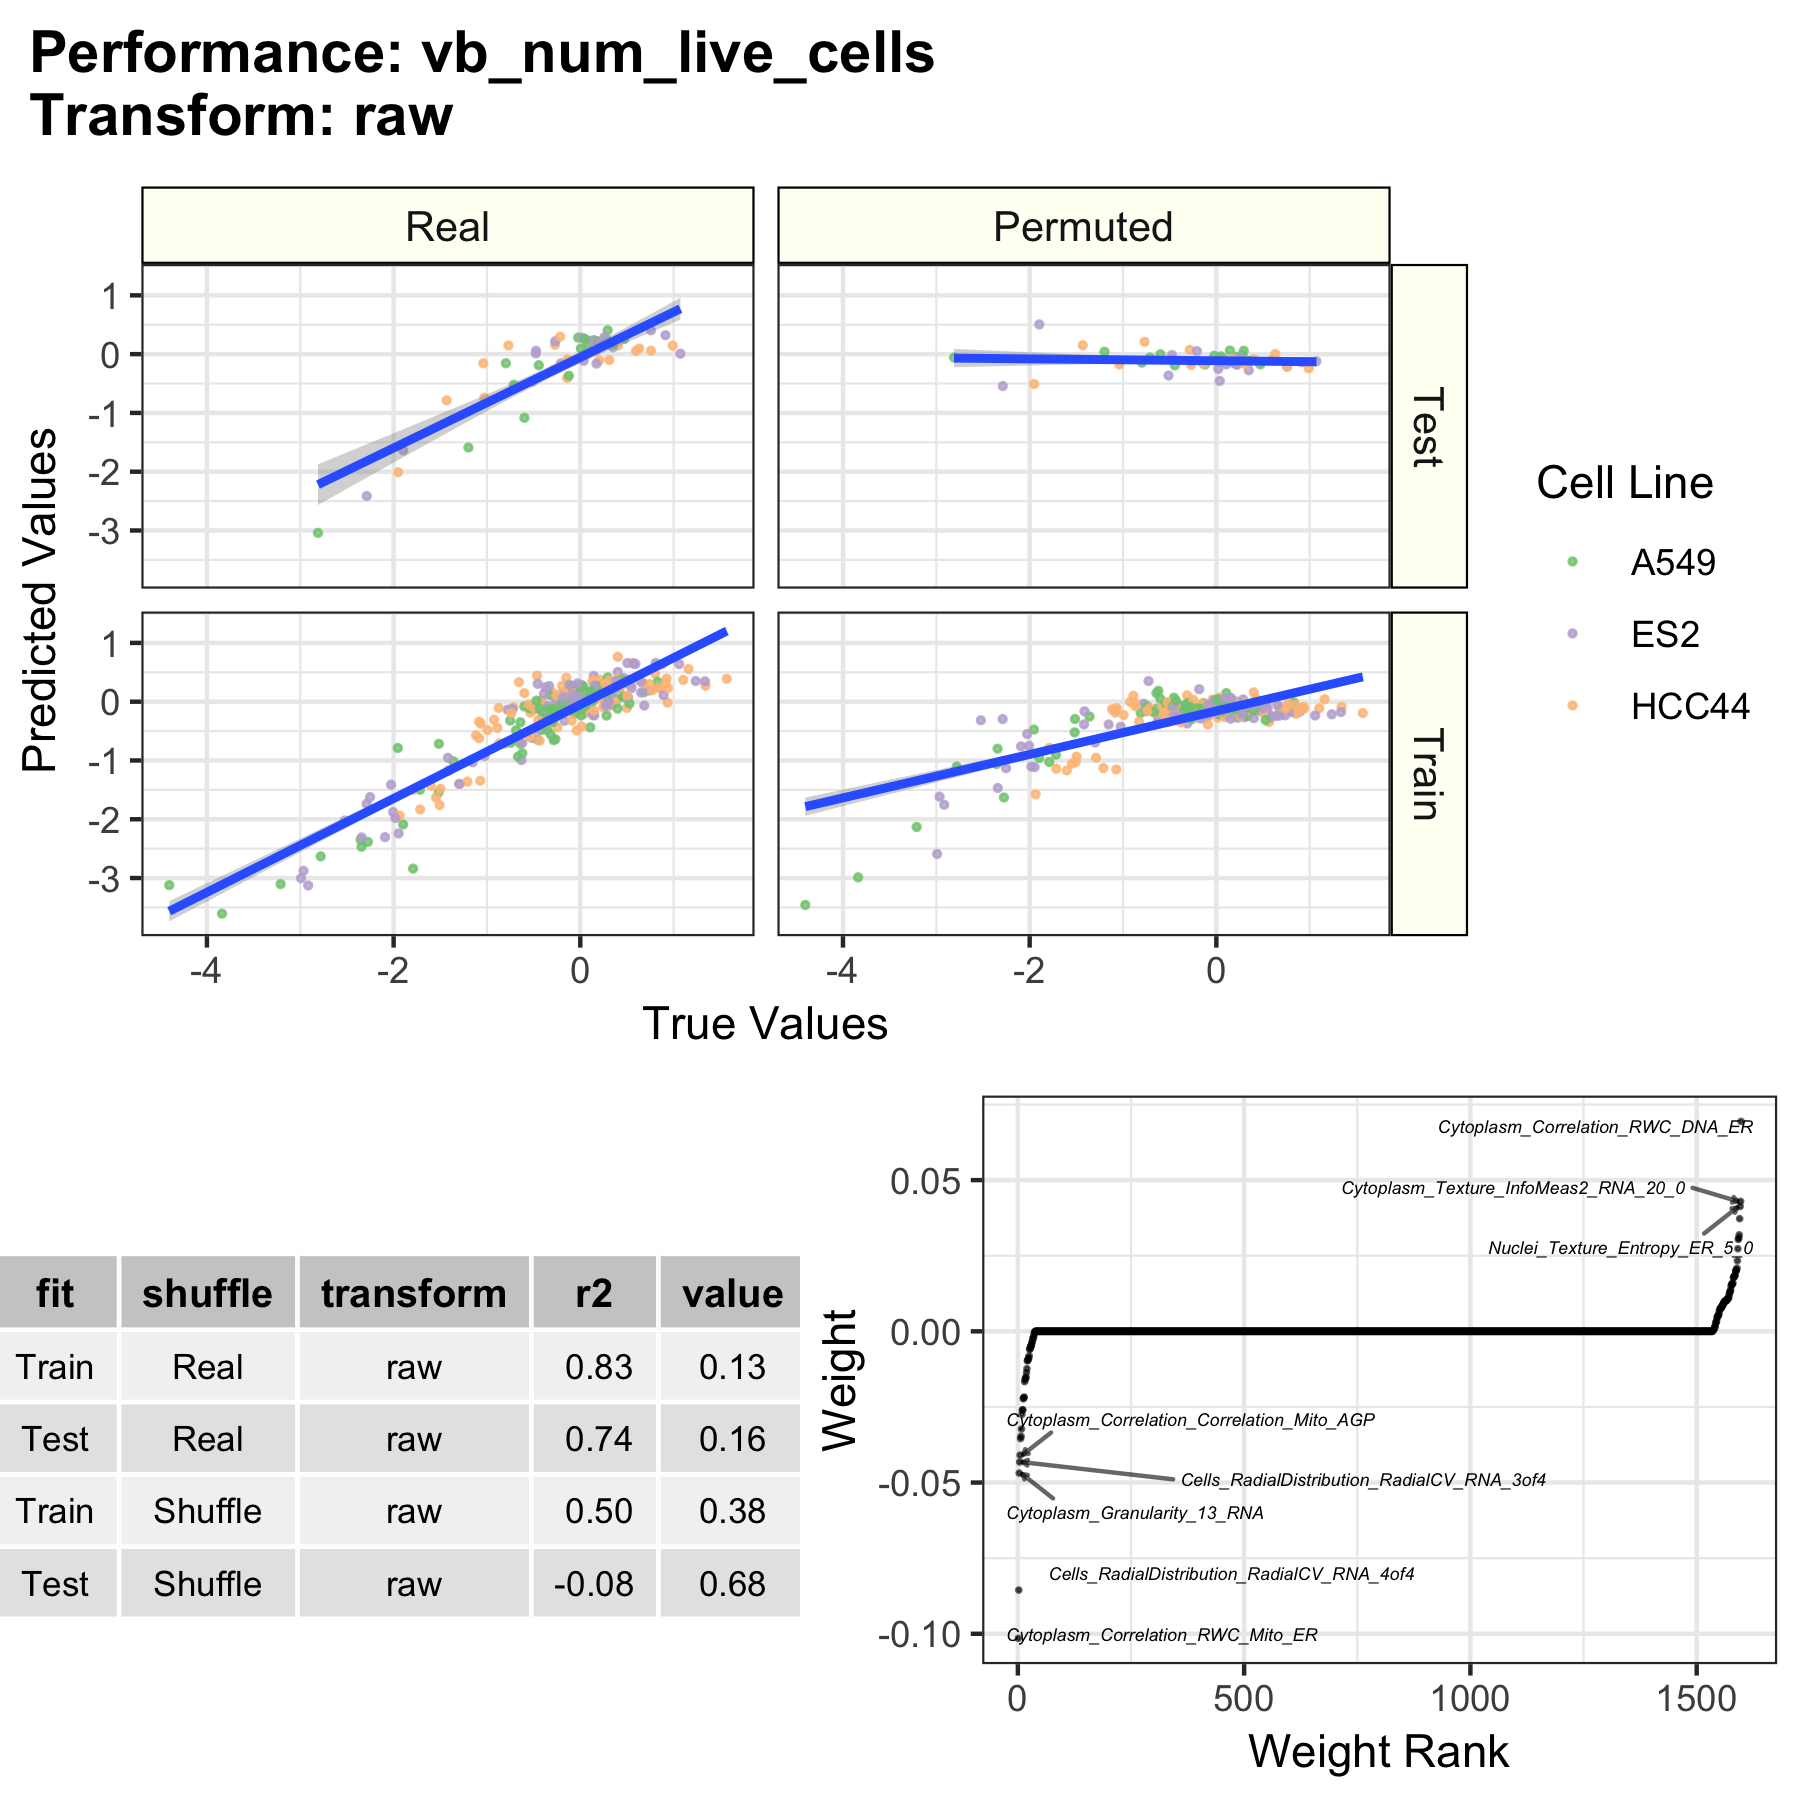 Performance: vb_num_live_cells
Transform: raw
Real
Permuted
1
0
-1
-2
-3
Test
1
0
-1
-2
-3
Train
-4
-2
0
-4
-2
0
Predicted Values
True Values
Cell Line
A549
ES2
HCC44
fit shuffle transform r2 value
Train Real raw 0.83 0.13
Test Real raw 0.74 0.16
Train Shuffle raw 0.50 0.38
Test Shuffle raw -0.08 0.68
Weight
0.05
0.00
-0.05
-0.10
Cytoplasm_Correlation_RWC_DNA_ER
Cytoplasm_Texture_InfoMeas2_RNA_20_0
Nuclei_Texture_Entropy_ER_5_0
Cytoplasm_Correlation_Correlation_Mito_AGP
Cells_RadialDistribution_RadialCV_RNA_3of4
Cytoplasm_Granularity_13_RNA
Cells_RadialDistribution_RadialCV_RNA_4of4
Cytoplasm_Correlation_RWC_Mito_ER
0
500
1000
1500
Weight Rank